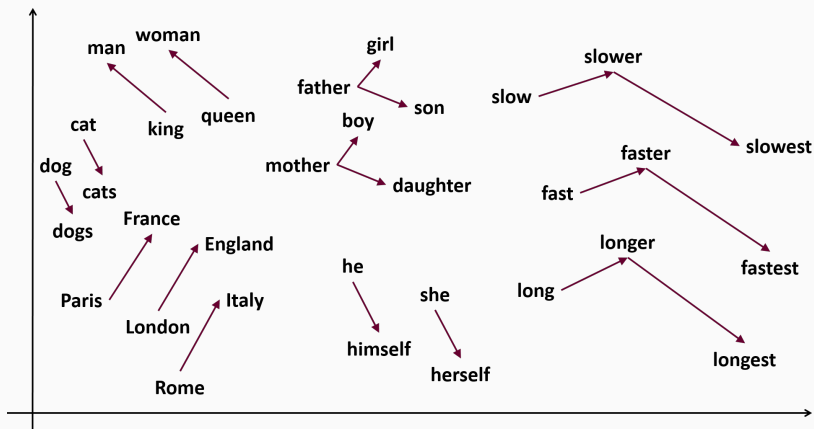 man
woman
king
queen
cat
cats
dog
dogs
France
Paris
England
London
Italy
Rome
girl
father
son
boy
mother
daughter
he
himself
she
herself
slower
slow
slowest
faster
fast
fastest
longer
long
longest